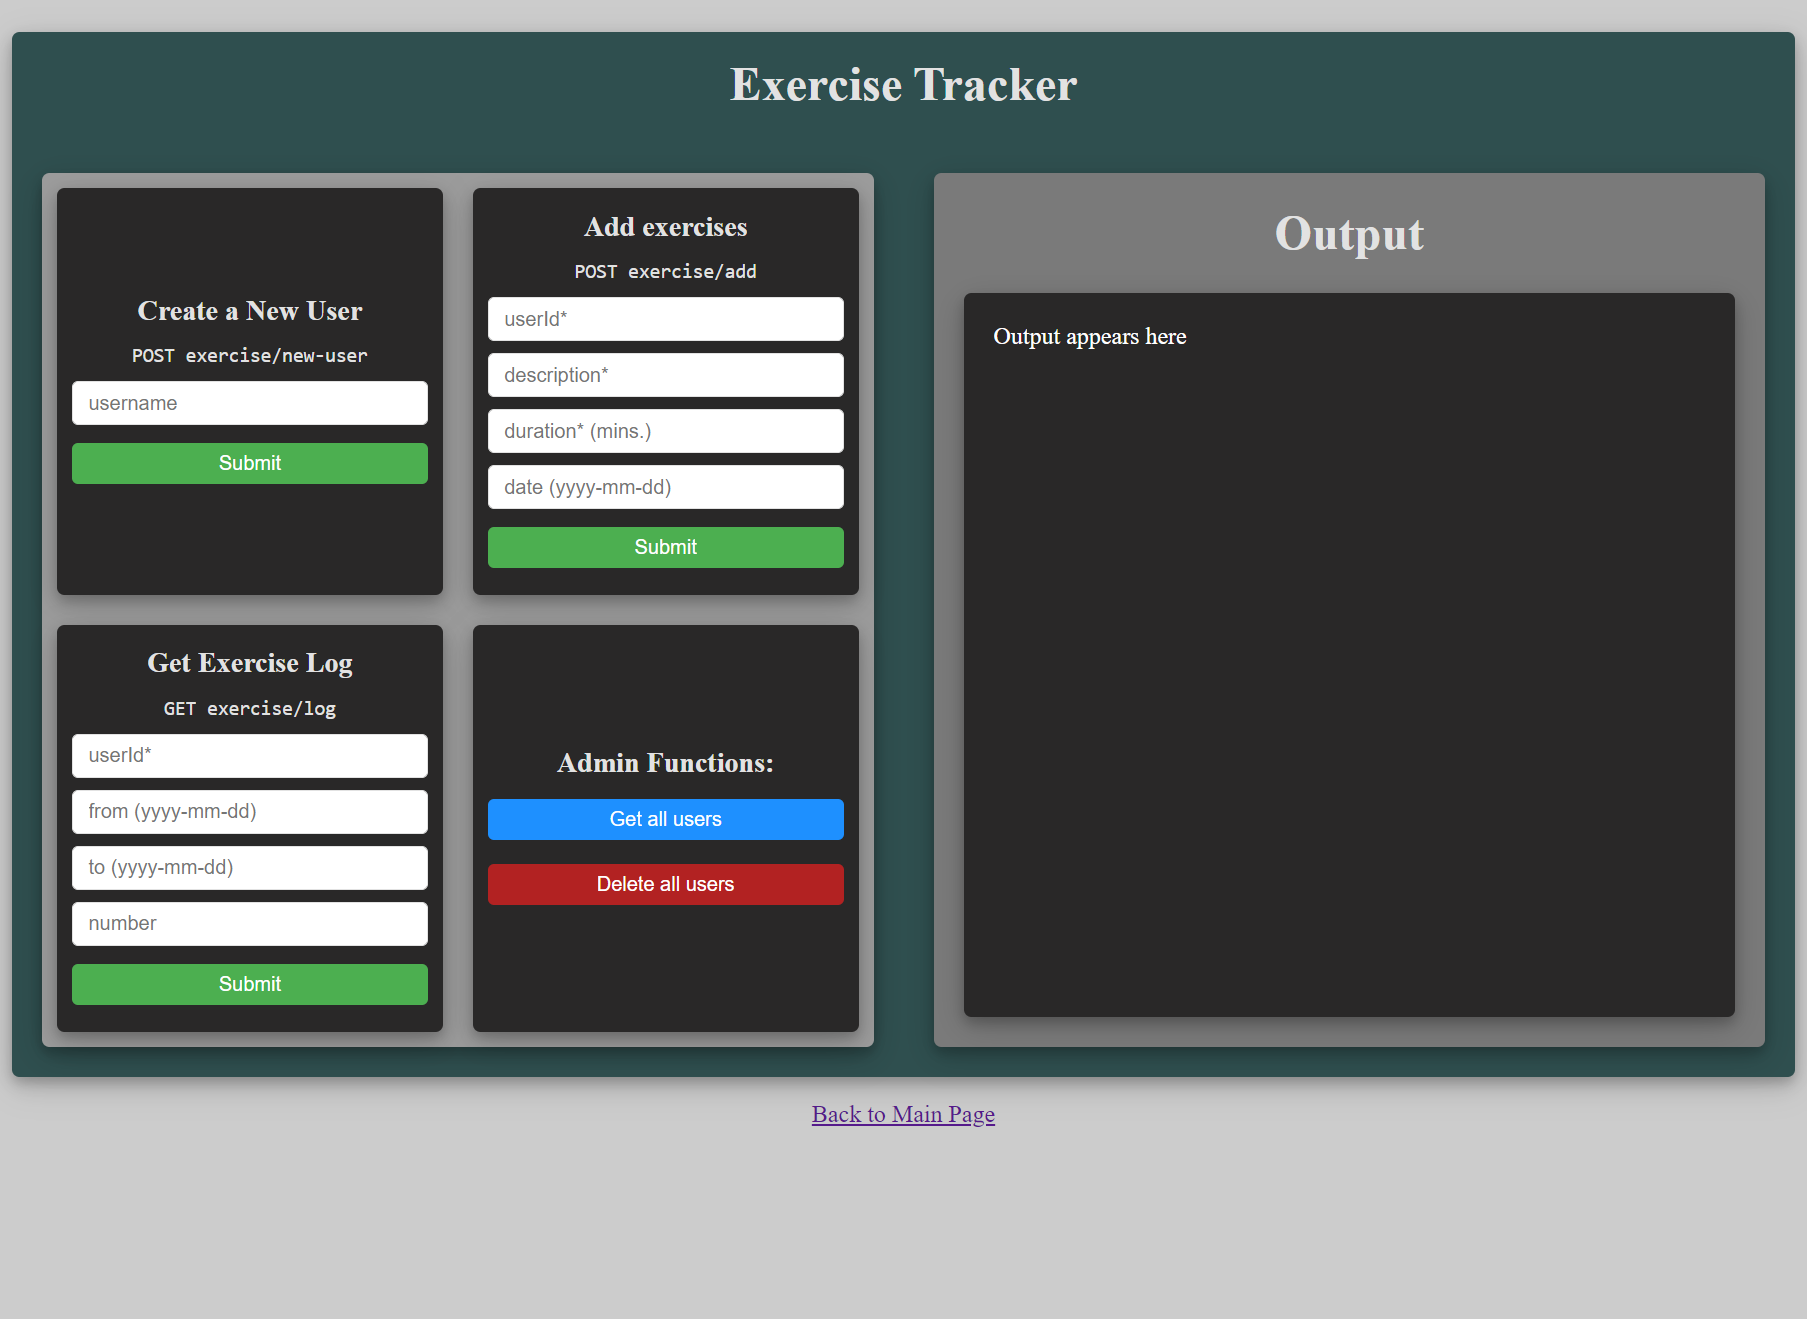 Exercise Tracker
Create a New User
POST exercise/new-user
username
Submit
Add exercises
POST exercise/add
userId*
description*
duration* (mins.)
date (yyyy-mm-dd)
Submit
Get Exercise Log
GET exercise/log
userId*
from (yyyy-mm-dd)
to (yyyy-mm-dd)
number
Submit
Admin Functions:
Get all users
Delete all users
Output
Output appears here
Back to Main Page